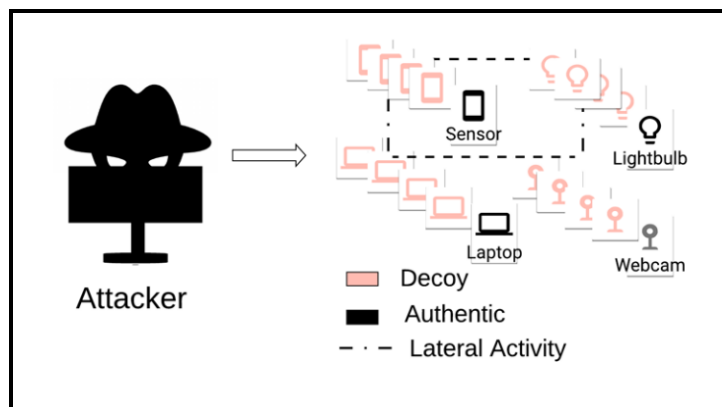 Sensor
Lightbulb
Laptop
Webcam
Attacker
Decoy
Authentic
Lateral Activity